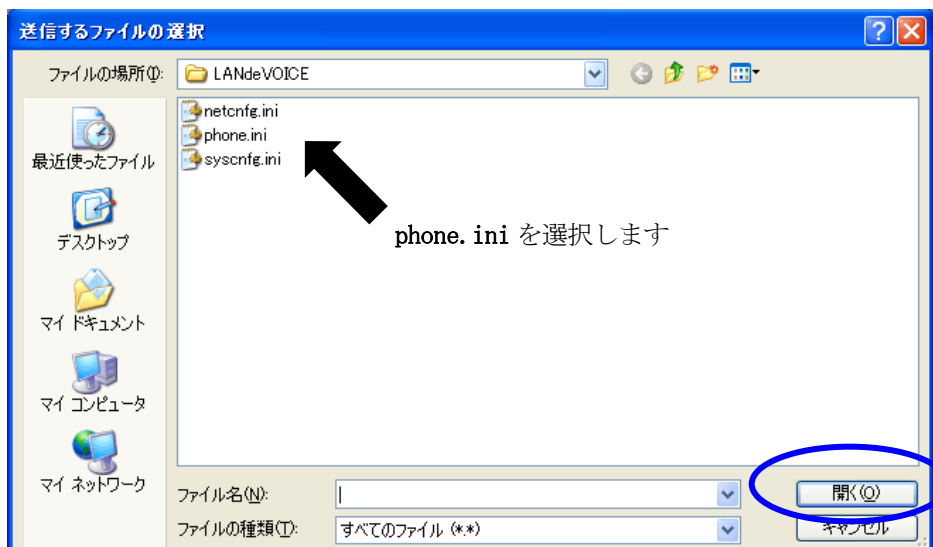 送信するファイルの選択
ファイルの場所(I):
LANdeVOICE
netcnfg.ini
phone.ini
syscnfg.ini
phone.ini を選択します
最近使ったファイル
デスクトップ
マイ ドキュメント
マイ コンピュータ
マイ ネットワーク
ファイル名(N):
開く(O)
ファイルの種類(T):
すべてのファイル (*.*)
キャンセル